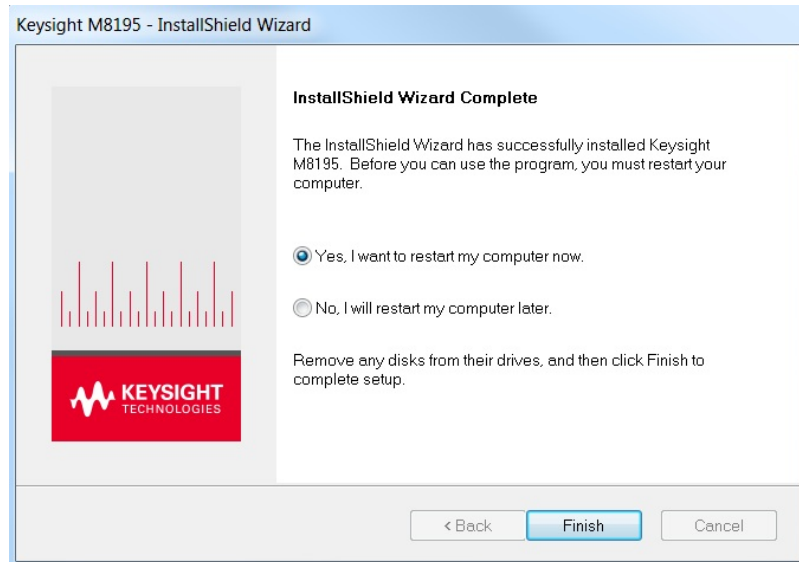 Keysight M8195 - InstallShield Wizard
InstallShield Wizard Complete
The InstallShield Wizard has successfully installed Keysight
M8195. Before you can use the program, you must restart your
computer.
Yes, I want to restart my computer now.
No, I will restart my computer later.
Remove any disks from their drives, and then click Finish to
complete setup.
KEYSIGHT
TECHNOLOGIES
< Back
Finish
Cancel